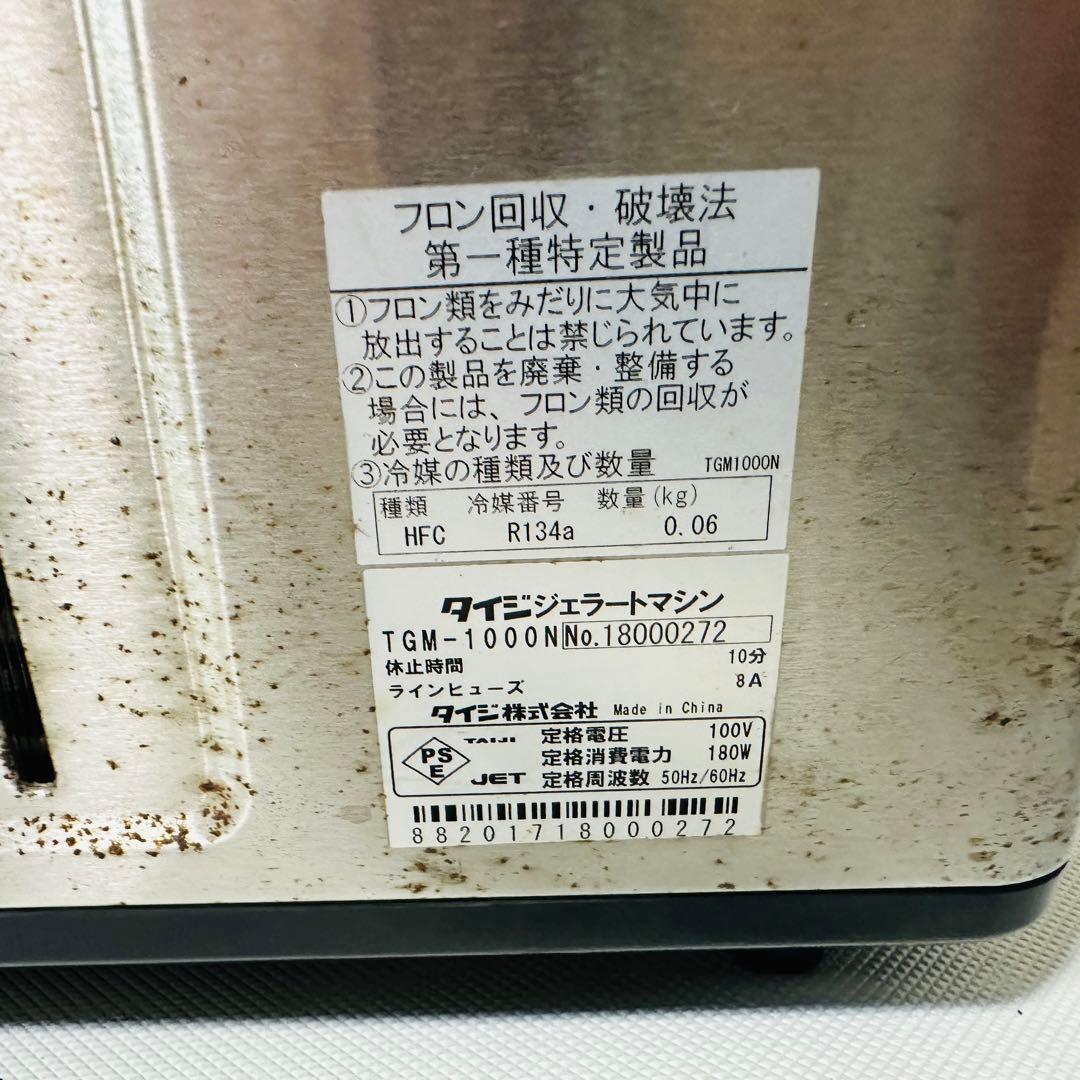 フロン回収・破壊法
第一種特定製品
①フロン類をみだりに大気中に
放出することは禁じられています。
②この製品を廃棄・整備する
場合には、フロン類の回収が
必要となります。
③冷媒の種類及び数量 TGM1000N
種類 冷媒番号 数量(kg)
HFC R134a 0.06
タイジジェラートマシン
TGM-1000N No.18000272
休止時間 10分
ラインヒューズ 8A
タイジ株式会社 Made in China
PSE TAIJI 定格電圧 100V
定格消費電力 180W
JET 定格周波数 50Hz/60Hz
88201718000272